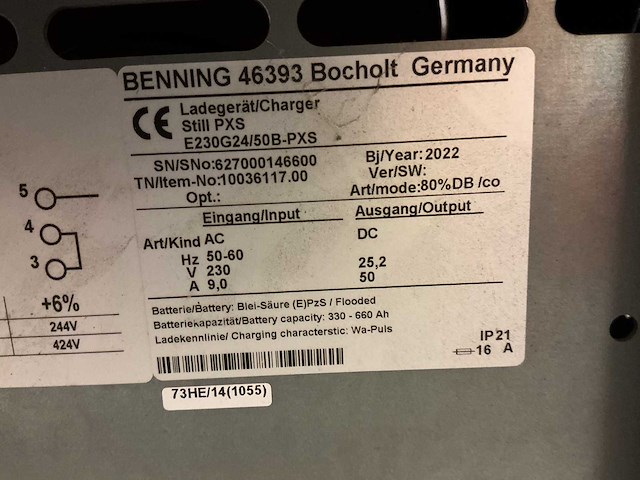 BENNING 46393 Bocholt Germany
CE Ladegerät/Charger
Still PXS
E230G24/50B-PXS
SN/SNo:627000146600 Bj/Year: 2022
TN/Item-No:10036117.00 Ver/SW:
Opt.: Art/mode:80%DB /co
Eingang/Input Ausgang/Output
Art/Kind AC DC
Hz 50-60
V 230 25,2
A 9,0 50
Batterie/Battery: Blei-Säure (E)PzS / Flooded
Batteriekapazität/Battery capacity: 330 - 660 Ah
Ladekennlinie/ Charging characterstic: Wa-Puls
IP21
16 A
73HE/14(1055)
5
4
3
+6%
244V
424V